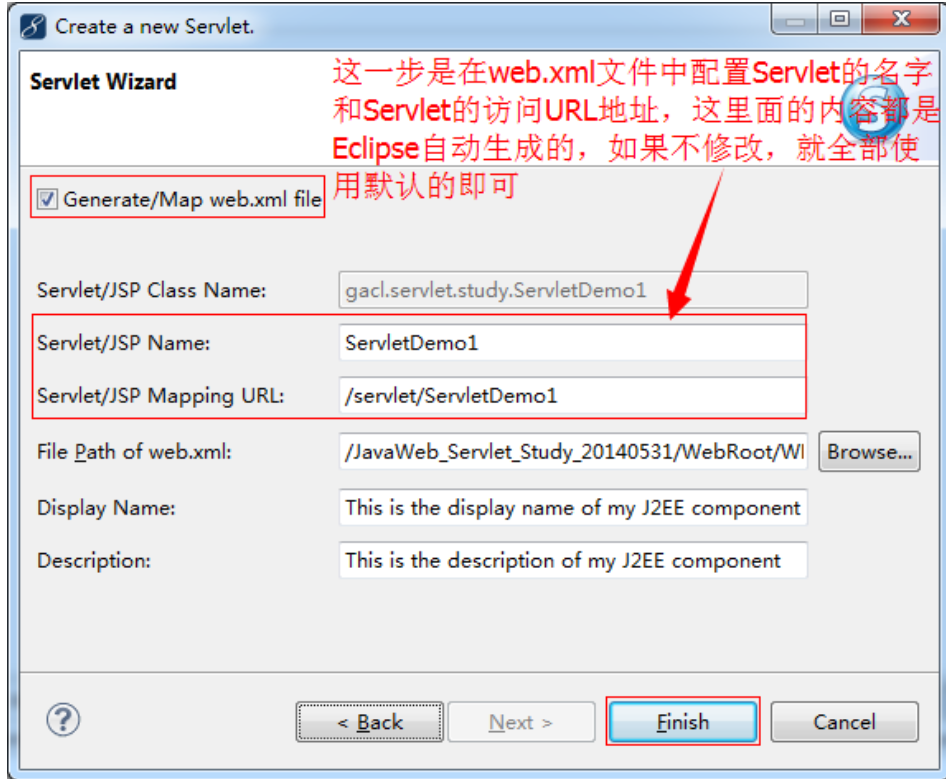 Create a new Servlet.
Servlet Wizard
这一步是在web.xml文件中配置Servlet的名字
和Servlet的访问URL地址，这里面的内容都是
Eclipse自动生成的，如果不修改，就全部使
用默认的即可
Generate/Map web.xml file
Servlet/JSP Class Name: gacl.servlet.study.ServletDemo1
Servlet/JSP Name: ServletDemo1
Servlet/JSP Mapping URL: /servlet/ServletDemo1
File Path of web.xml: /JavaWeb_Servlet_Study_20140531/WebRoot/WI Browse...
Display Name: This is the display name of my J2EE component
Description: This is the description of my J2EE component
? < Back Next > Finish Cancel